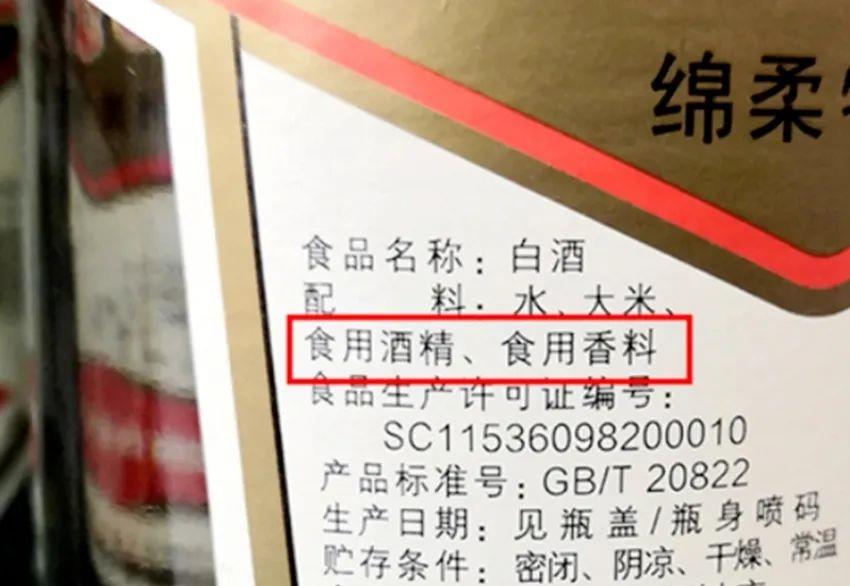 绵柔
食品名称：白酒
配 料：水、大米、
食用酒精、食用香料
食品生产许可证编号：
SC11536098200010
产品标准号：GB/T 20822
生产日期：见瓶盖/瓶身喷码
贮存条件：密闭、阴凉、干燥、常温